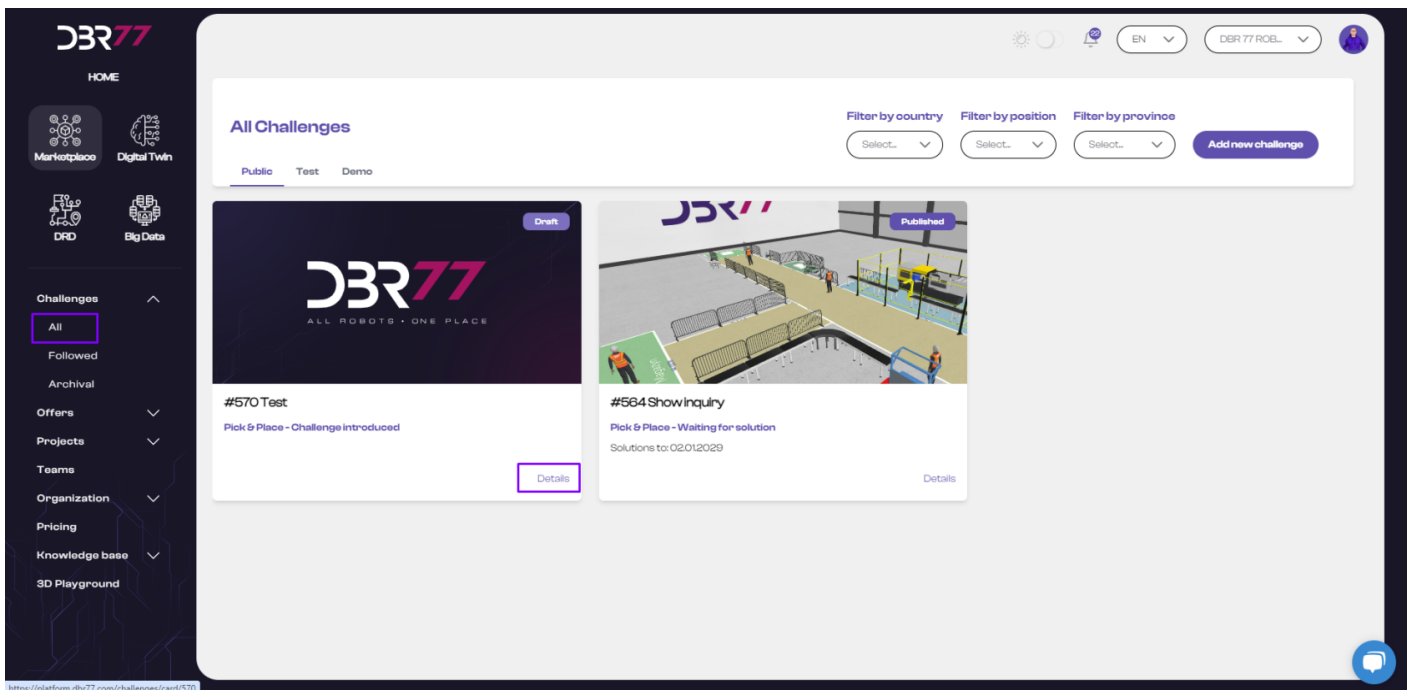 DBR77
HOME
Marketplace
Digital Twin
DRD
Big Data
Challenges
All
Followed
Archival
Offers
Projects
Teams
Organization
Pricing
Knowledge base
3D Playground
22
EN
DBR 77 ROB...
All Challenges
Filter by country
Filter by position
Filter by province
Select...
Select...
Select...
Add new challenge
Public
Test
Demo
Draft
DBR77
ALL ROBOTS • ONE PLACE
#570 Test
Pick & Place - Challenge introduced
Details
DBR77
Published
#564 Show inquiry
Pick & Place - Waiting for solution
Solutions to: 02.01.2029
Details
https://platform.dbr77.com/challenges/card/570